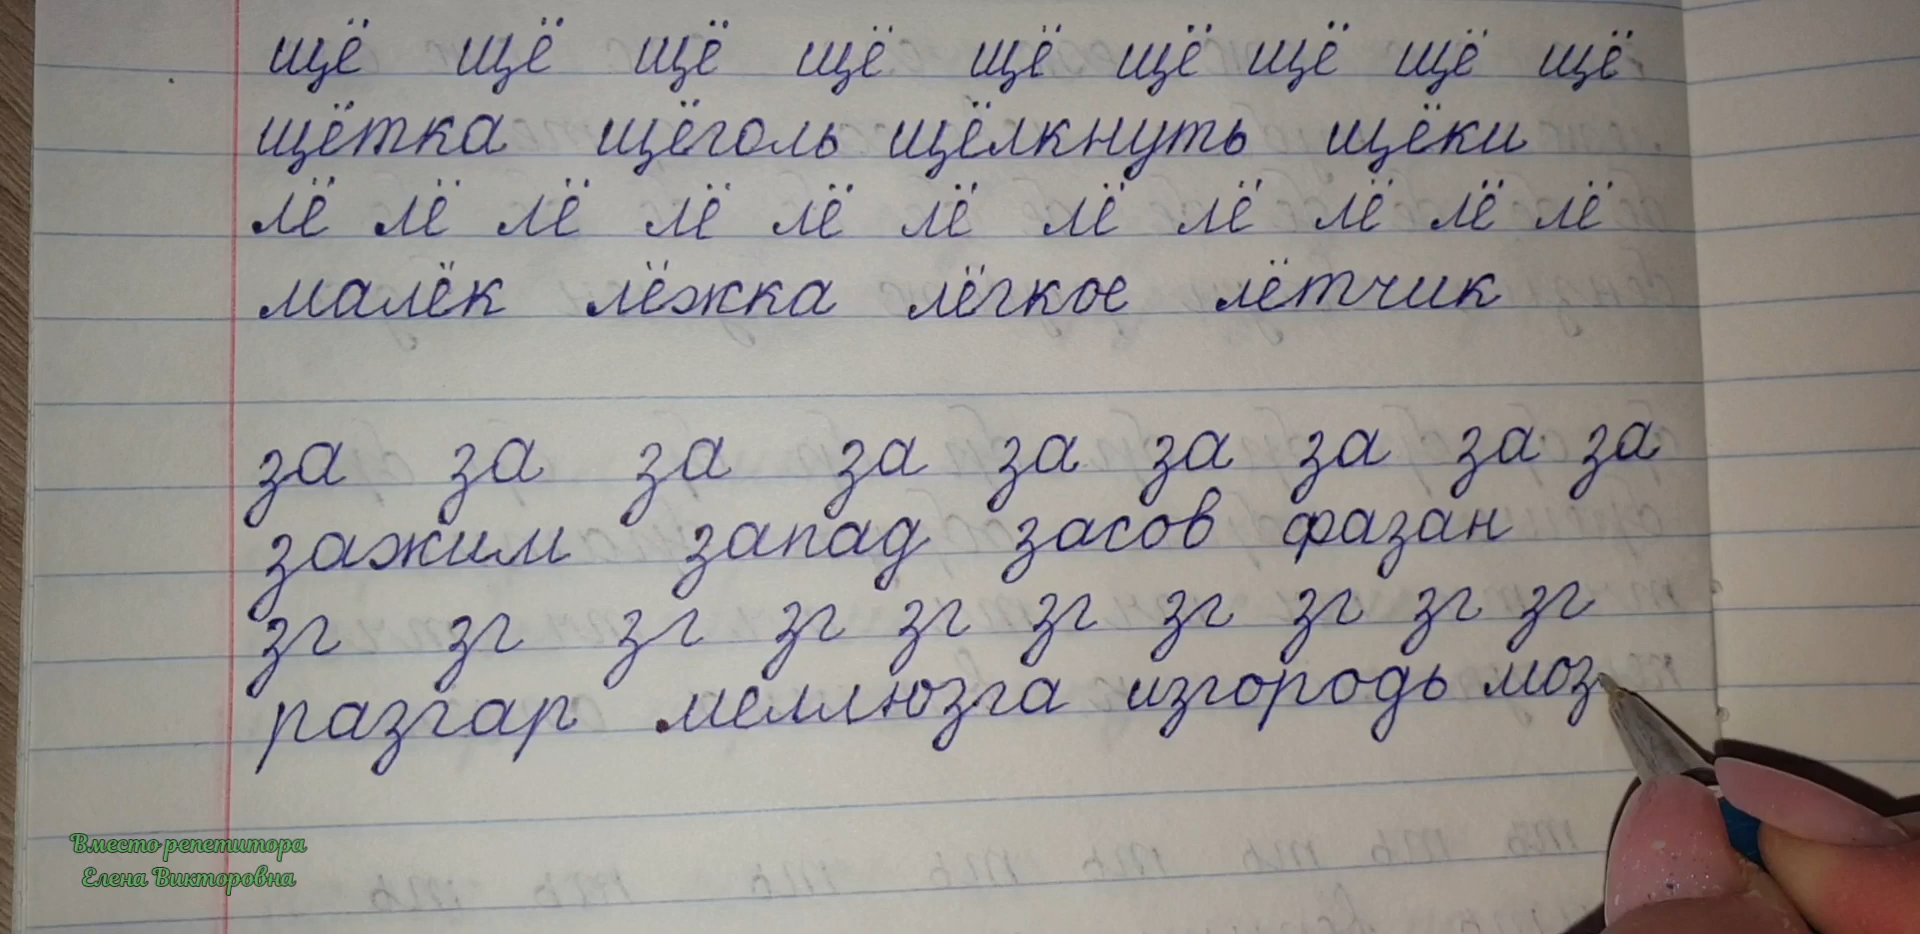 щё щё щё щё щё щё щё щё щё
щётка щёголь щёлкнуть щёки
лё лё лё лё лё лё лё лё лё лё лё
малёк лёжка лёгкое лётчик
за за за за за за за за за
зажим запад засов фазан
зг зг зг зг зг зг зг зг зг зг
разгар мелюзга изгородь моз
Вместо репетитора
Елена Викторовна